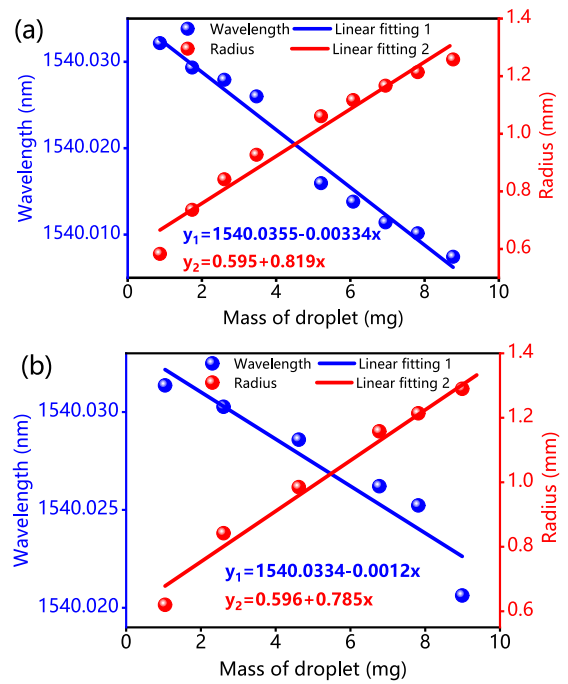 (a)
Wavelength Linear fitting 1
Radius Linear fitting 2
1540.030
1540.020
1540.010
Wavelength (nm)
1.4
1.2
1.0
0.8
0.6
Radius (mm)
y₁=1540.0355-0.00334x
y₂=0.595+0.819x
0 2 4 6 8 10
Mass of droplet (mg)
(b)
Wavelength Linear fitting 1
Radius Linear fitting 2
1540.030
1540.025
1540.020
Wavelength (nm)
1.4
1.2
1.0
0.8
0.6
Radius (mm)
y₁=1540.0334-0.0012x
y₂=0.596+0.785x
0 2 4 6 8 10
Mass of droplet (mg)